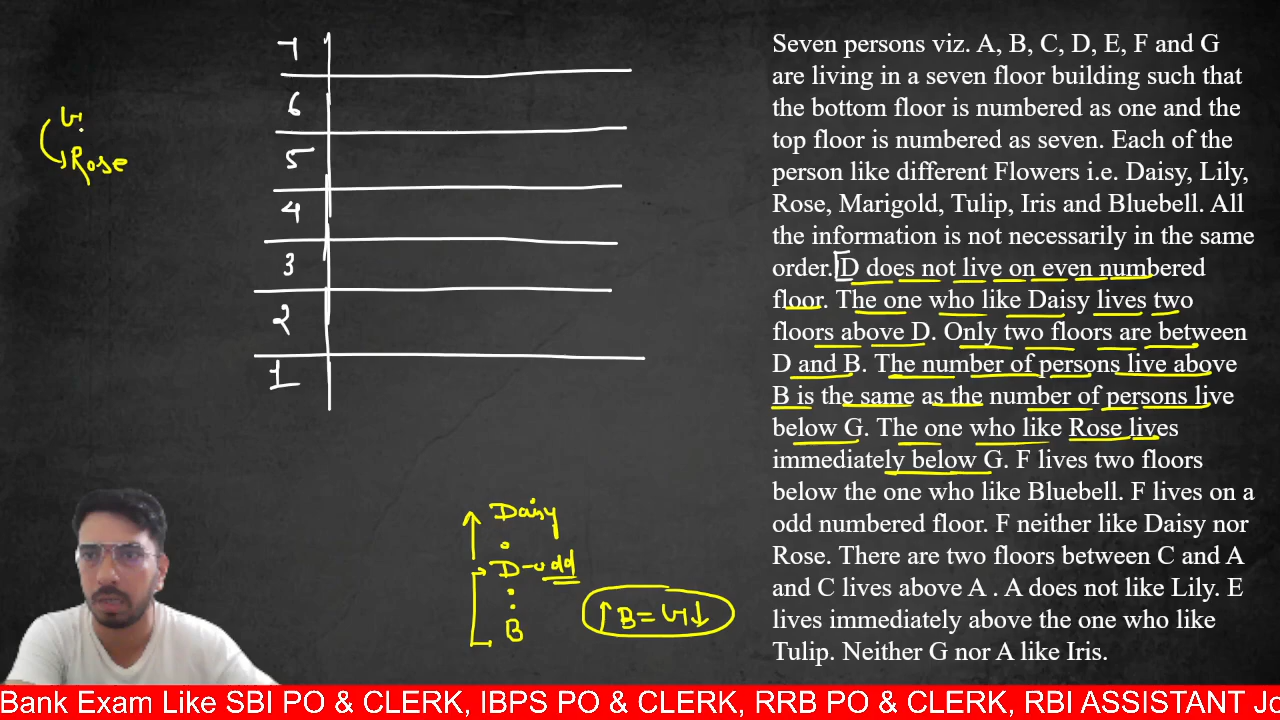 7
6
5
4
3
2
1
G
Rose
Daisy
D-odd
B
↑B = G↓
Seven persons viz. A, B, C, D, E, F and G
are living in a seven floor building such that
the bottom floor is numbered as one and the
top floor is numbered as seven. Each of the
person like different Flowers i.e. Daisy, Lily,
Rose, Marigold, Tulip, Iris and Bluebell. All
the information is not necessarily in the same
order. D does not live on even numbered
floor. The one who like Daisy lives two
floors above D. Only two floors are between
D and B. The number of persons live above
B is the same as the number of persons live
below G. The one who like Rose lives
immediately below G. F lives two floors
below the one who like Bluebell. F lives on a
odd numbered floor. F neither like Daisy nor
Rose. There are two floors between C and A
and C lives above A . A does not like Lily. E
lives immediately above the one who like
Tulip. Neither G nor A like Iris.
Bank Exam Like SBI PO & CLERK, IBPS PO & CLERK, RRB PO & CLERK, RBI ASSISTANT Jo